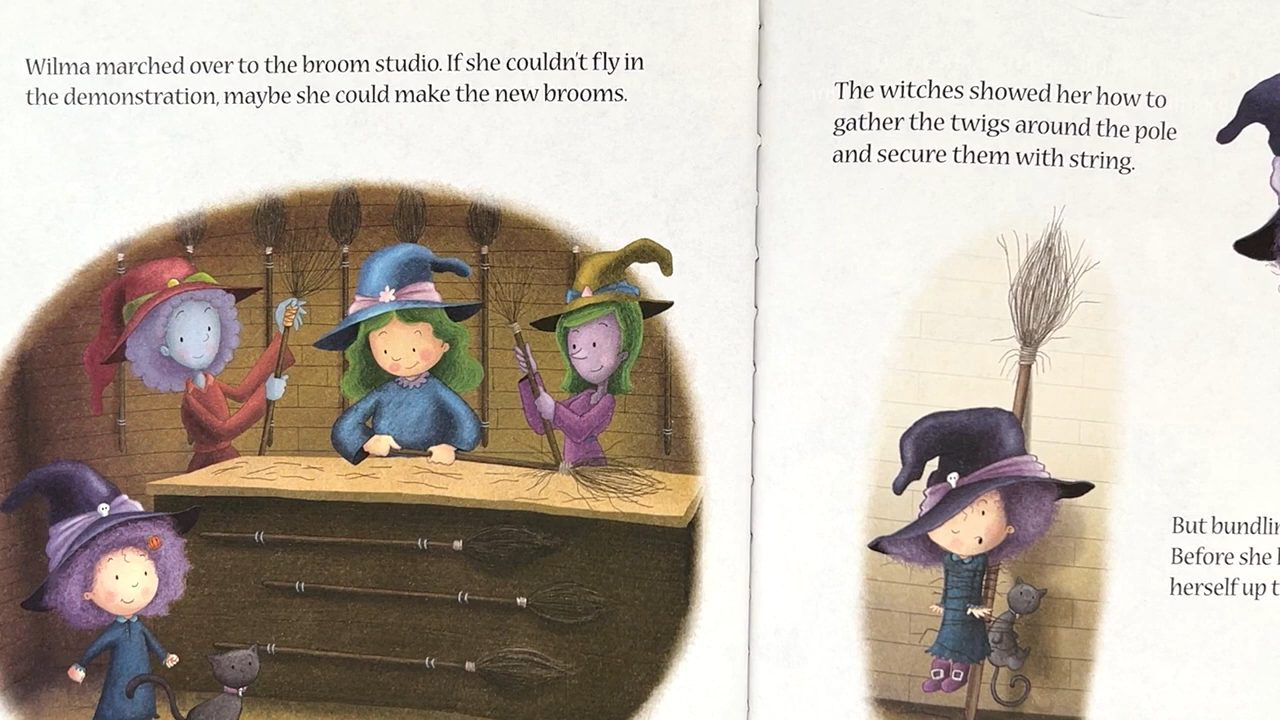 Wilma marched over to the broom studio. If she couldn't fly in
the demonstration, maybe she could make the new brooms.
The witches showed her how to
gather the twigs around the pole
and secure them with string.
But
Before she
herself up